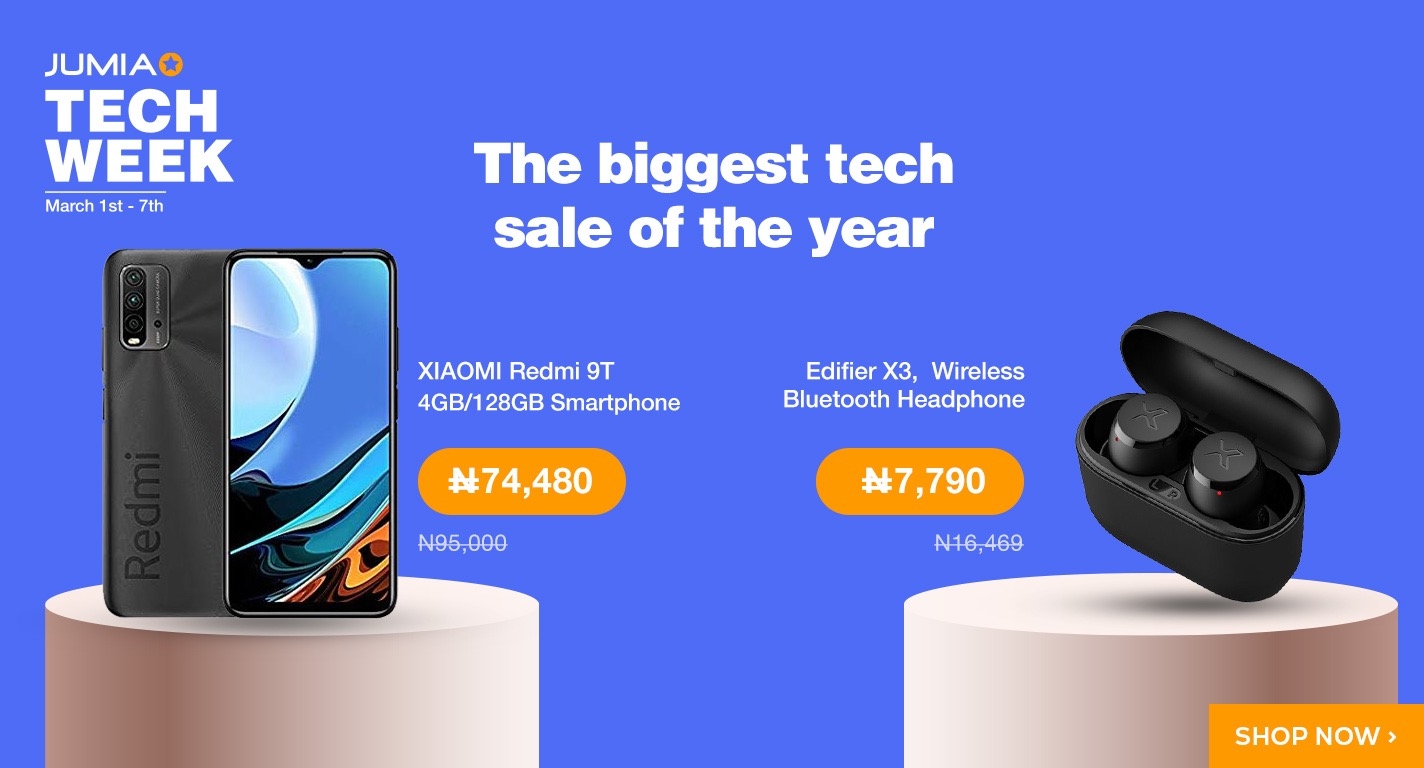 JUMIA
TECH
WEEK
March 1st - 7th
The biggest tech
sale of the year
XIAOMI Redmi 9T
4GB/128GB Smartphone
₦74,480
N95,000
Edifier X3, Wireless
Bluetooth Headphone
₦7,790
N16,469
Redmi
SHOP NOW ›